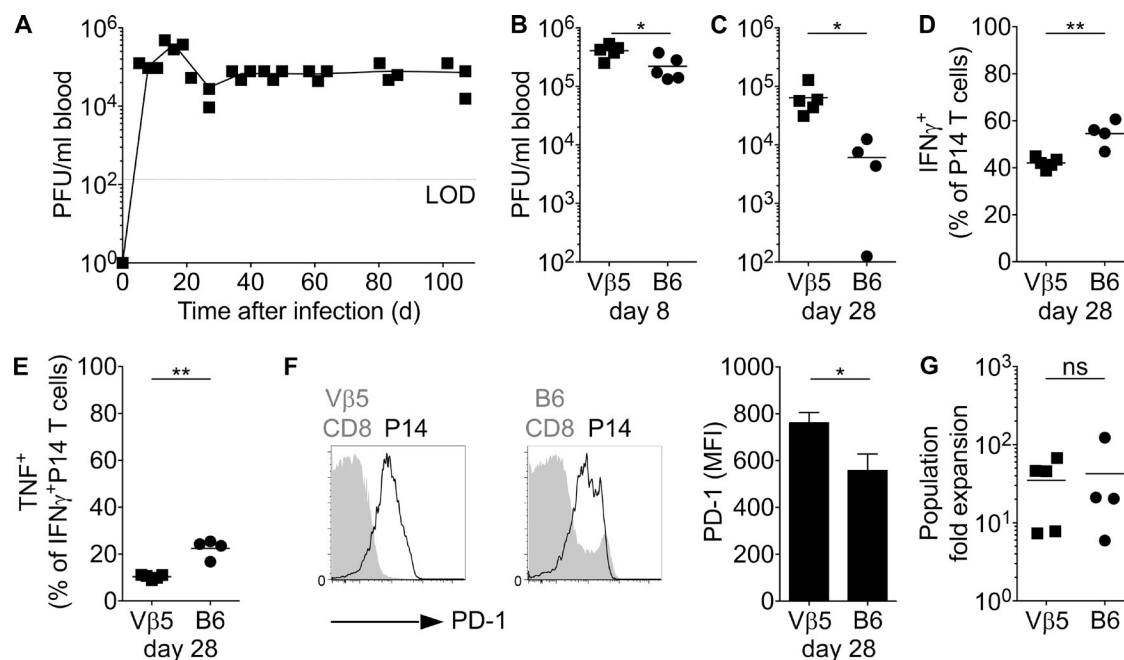 A
PFU/ml blood
10⁶
10⁴
10²
10⁰
LOD
0 20 40 60 80 100
Time after infection (d)
B
PFU/ml blood
10⁶
10⁵
10⁴
10³
10²
*
Vβ5 B6
day 8
C
10⁶
10⁵
10⁴
10³
10²
*
Vβ5 B6
day 28
D
IFNγ⁺
(% of P14 T cells)
100
80
60
40
20
0
**
Vβ5 B6
day 28
E
TNF⁺
(% of IFNγ⁺P14 T cells)
100
80
60
40
20
0
**
Vβ5 B6
day 28
F
Vβ5
CD8 P14
0
B6
CD8 P14
0
PD-1
PD-1 (MFI)
1000
800
600
400
200
0
*
Vβ5 B6
day 28
G
Population
fold expansion
10³
10²
10¹
10⁰
ns
Vβ5 B6